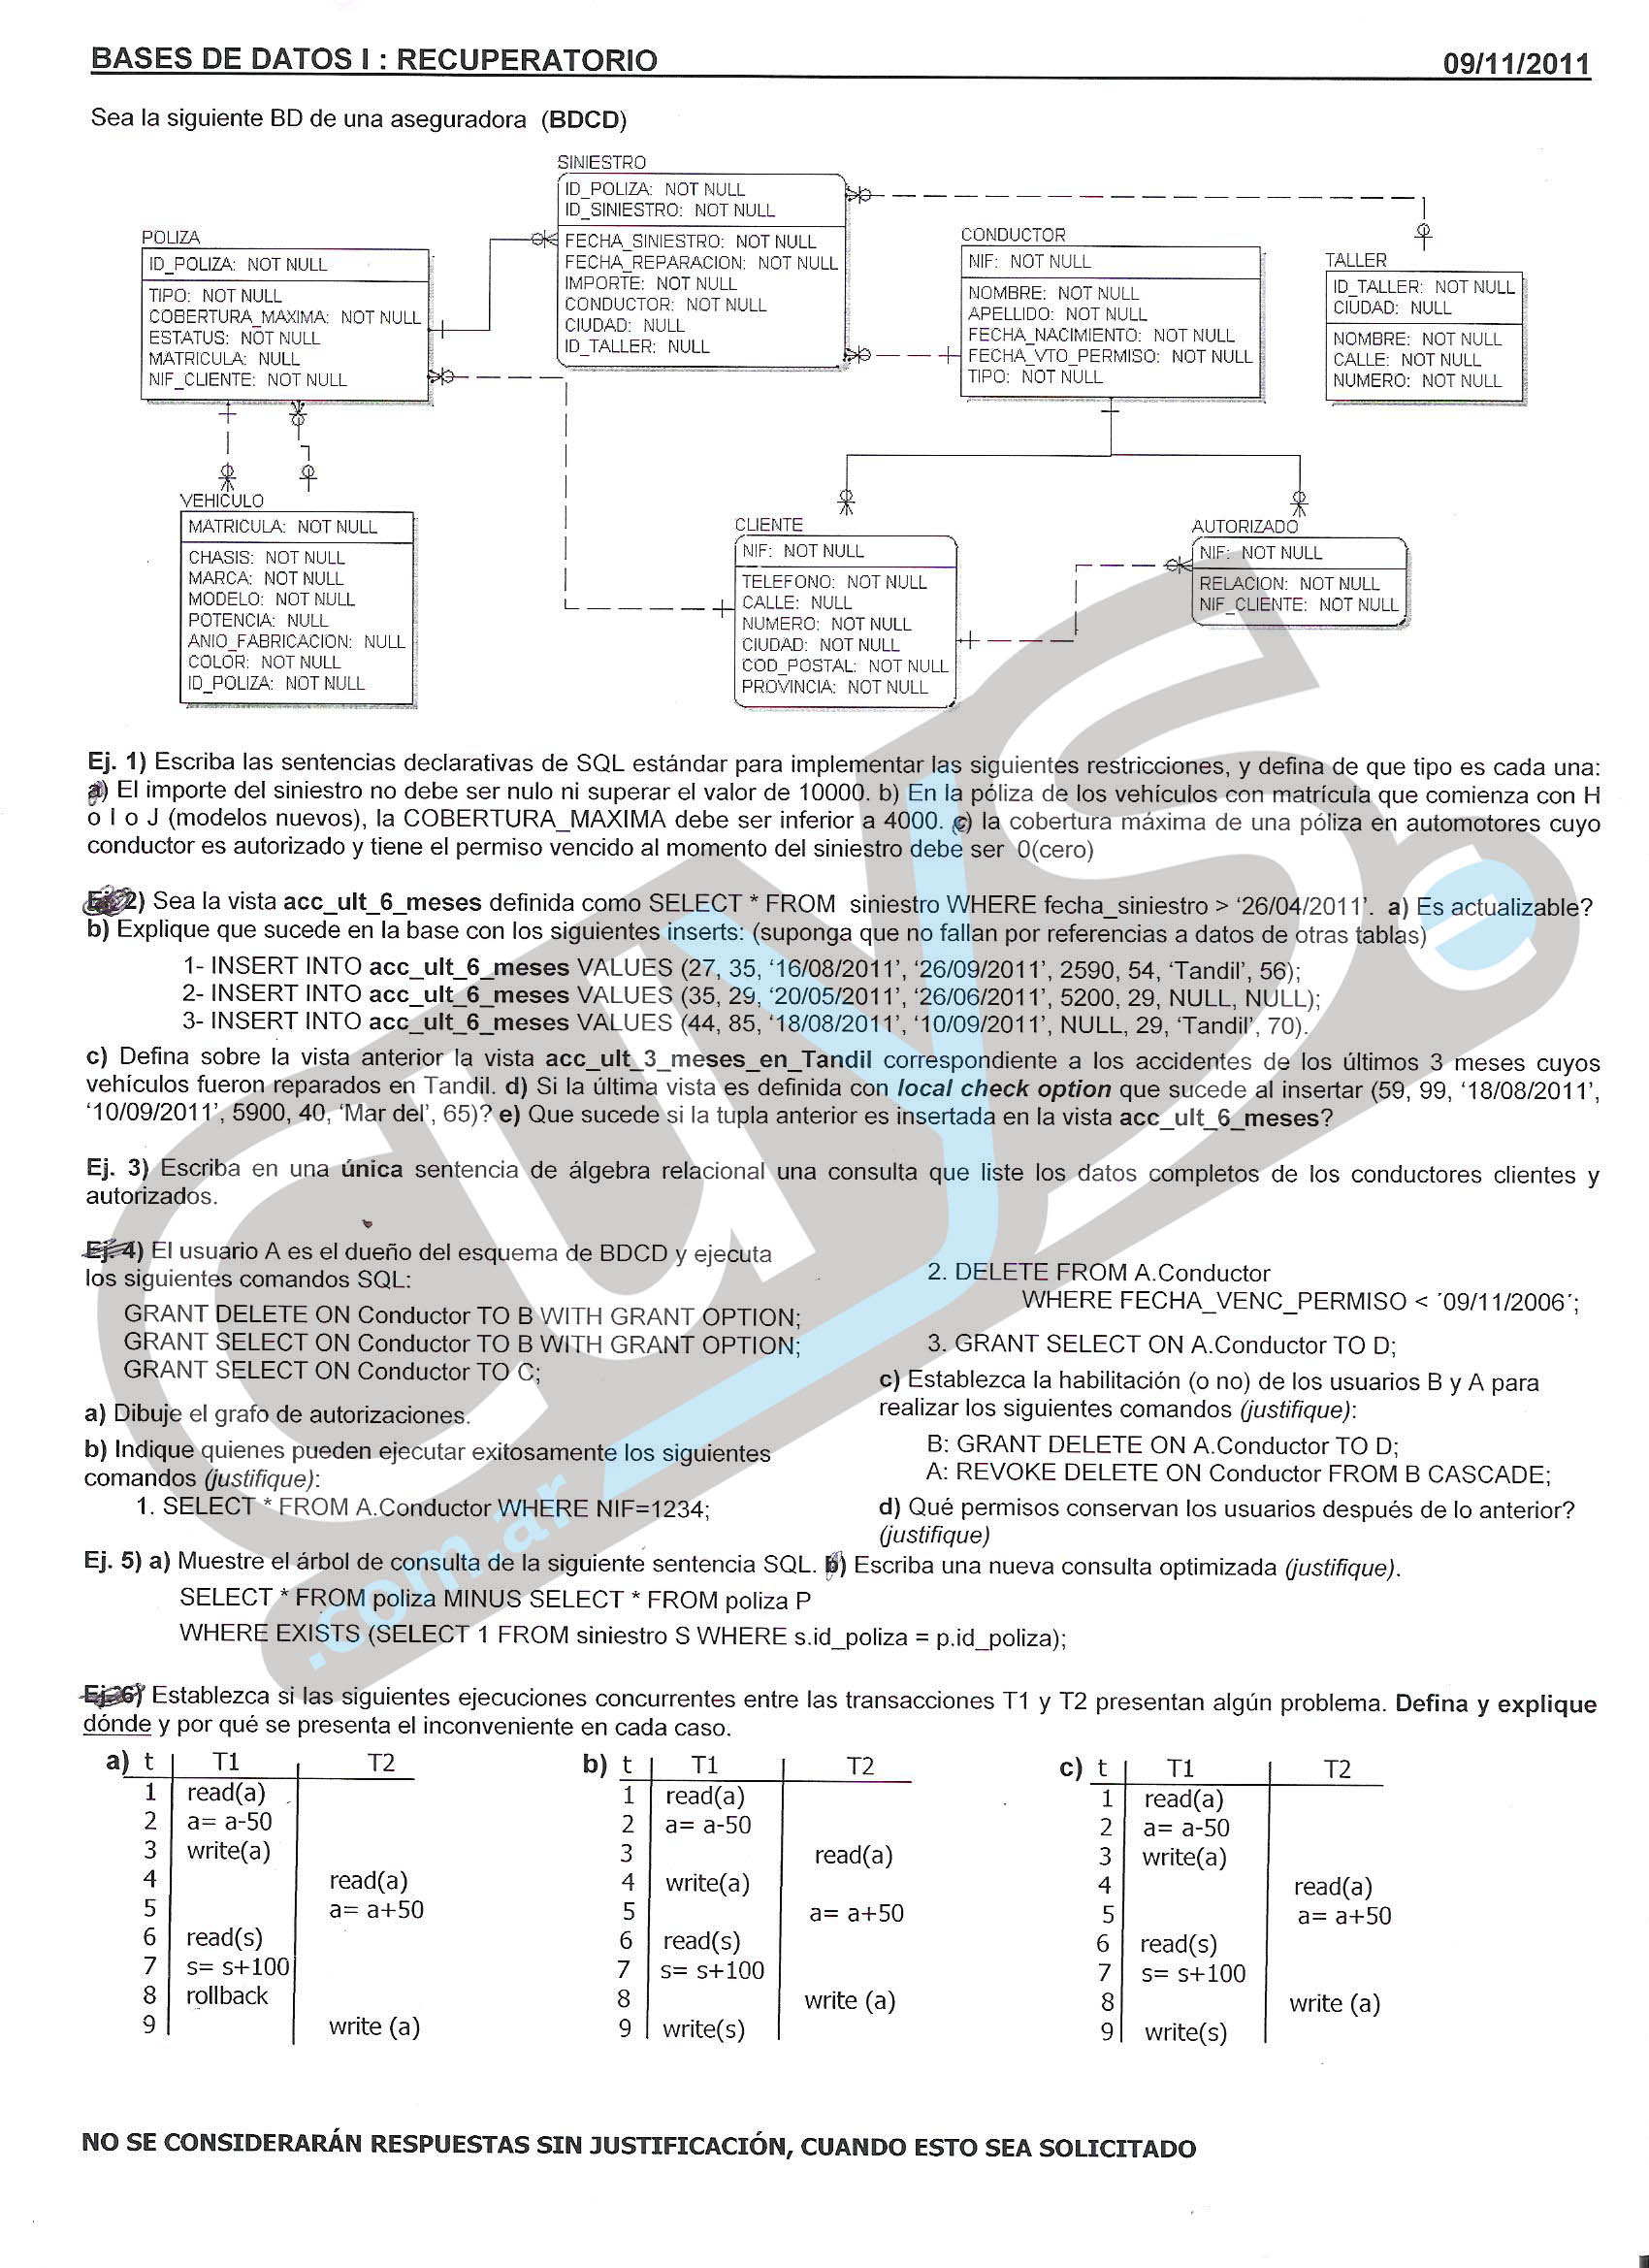 BASES DE DATOS I : RECUPERATORIO 09/11/2011
Sea la siguiente BD de una aseguradora (BDCD)
SINIESTRO
ID_POLIZA: NOT NULL
ID_SINIESTRO: NOT NULL
FECHA_SINIESTRO: NOT NULL
FECHA_REPARACION: NOT NULL
IMPORTE: NOT NULL
CONDUCTOR: NOT NULL
CIUDAD: NULL
ID_TALLER: NULL
POLIZA
ID_POLIZA: NOT NULL
TIPO: NOT NULL
COBERTURA_MAXIMA: NOT NULL
ESTATUS: NOT NULL
MATRICULA: NULL
NIF_CLIENTE: NOT NULL
CONDUCTOR
NIF: NOT NULL
NOMBRE: NOT NULL
APELLIDO: NOT NULL
FECHA_NACIMIENTO: NOT NULL
FECHA_VTO_PERMISO: NOT NULL
TIPO: NOT NULL
TALLER
ID_TALLER: NOT NULL
CIUDAD: NULL
NOMBRE: NOT NULL
CALLE: NOT NULL
NUMERO: NOT NULL
VEHICULO
MATRICULA: NOT NULL
CHASIS: NOT NULL
MARCA: NOT NULL
MODELO: NOT NULL
POTENCIA: NULL
ANIO_FABRICACION: NULL
COLOR: NOT NULL
ID_POLIZA: NOT NULL
CLIENTE
NIF: NOT NULL
TELEFONO: NOT NULL
CALLE: NULL
NUMERO: NOT NULL
CIUDAD: NOT NULL
COD_POSTAL: NOT NULL
PROVINCIA: NOT NULL
AUTORIZADO
NIF: NOT NULL
RELACION: NOT NULL
NIF_CLIENTE: NOT NULL
Ej. 1) Escriba las sentencias declarativas de SQL estándar para implementar las siguientes restricciones, y defina de que tipo es cada una:
a) El importe del siniestro no debe ser nulo ni superar el valor de 10000. b) En la póliza de los vehículos con matrícula que comienza con H
o I o J (modelos nuevos), la COBERTURA_MAXIMA debe ser inferior a 4000. c) la cobertura máxima de una póliza en automotores cuyo
conductor es autorizado y tiene el permiso vencido al momento del siniestro debe ser 0(cero)
Ej. 2) Sea la vista acc_ult_6_meses definida como SELECT * FROM siniestro WHERE fecha_siniestro > ‘26/04/2011’. a) Es actualizable?
b) Explique que sucede en la base con los siguientes inserts: (suponga que no fallan por referencias a datos de otras tablas)
1- INSERT INTO acc_ult_6_meses VALUES (27, 35, ‘16/08/2011’, ‘26/09/2011’, 2590, 54, ‘Tandil’, 56);
2- INSERT INTO acc_ult_6_meses VALUES (35, 29, ‘20/05/2011’, ‘26/06/2011’, 5200, 29, NULL, NULL);
3- INSERT INTO acc_ult_6_meses VALUES (44, 85, ‘18/08/2011’, ‘10/09/2011’, NULL, 29, ‘Tandil’, 70).
c) Defina sobre la vista anterior la vista acc_ult_3_meses_en_Tandil correspondiente a los accidentes de los últimos 3 meses cuyos
vehículos fueron reparados en Tandil. d) Si la última vista es definida con local check option que sucede al insertar (59, 99, ‘18/08/2011’,
‘10/09/2011’, 5900, 40, ‘Mar del’, 65)? e) Que sucede si la tupla anterior es insertada en la vista acc_ult_6_meses?
Ej. 3) Escriba en una única sentencia de álgebra relacional una consulta que liste los datos completos de los conductores clientes y
autorizados.
Ej. 4) El usuario A es el dueño del esquema de BDCD y ejecuta
los siguientes comandos SQL:
GRANT DELETE ON Conductor TO B WITH GRANT OPTION;
GRANT SELECT ON Conductor TO B WITH GRANT OPTION;
GRANT SELECT ON Conductor TO C;
a) Dibuje el grafo de autorizaciones.
b) Indique quienes pueden ejecutar exitosamente los siguientes
comandos (justifique):
1. SELECT * FROM A.Conductor WHERE NIF=1234;
2. DELETE FROM A.Conductor
WHERE FECHA_VENC_PERMISO < ´09/11/2006´;
3. GRANT SELECT ON A.Conductor TO D;
c) Establezca la habilitación (o no) de los usuarios B y A para
realizar los siguientes comandos (justifique):
B: GRANT DELETE ON A.Conductor TO D;
A: REVOKE DELETE ON Conductor FROM B CASCADE;
d) Qué permisos conservan los usuarios después de lo anterior?
(justifique)
Ej. 5) a) Muestre el árbol de consulta de la siguiente sentencia SQL. b) Escriba una nueva consulta optimizada (justifique).
SELECT * FROM poliza MINUS SELECT * FROM poliza P
WHERE EXISTS (SELECT 1 FROM siniestro S WHERE s.id_poliza = p.id_poliza);
Ej. 6) Establezca si las siguientes ejecuciones concurrentes entre las transacciones T1 y T2 presentan algún problema. Defina y explique
dónde y por qué se presenta el inconveniente en cada caso.
a) t T1 T2
1 read(a)
2 a= a-50
3 write(a)
4 read(a)
5 a= a+50
6 read(s)
7 s= s+100
8 rollback
9 write (a)
b) t T1 T2
1 read(a)
2 a= a-50
3 read(a)
4 write(a)
5 a= a+50
6 read(s)
7 s= s+100
8 write (a)
9 write(s)
c) t T1 T2
1 read(a)
2 a= a-50
3 write(a)
4 read(a)
5 a= a+50
6 read(s)
7 s= s+100
8 write (a)
9 write(s)
NO SE CONSIDERARÁN RESPUESTAS SIN JUSTIFICACIÓN, CUANDO ESTO SEA SOLICITADO
cuyse
.com.ar